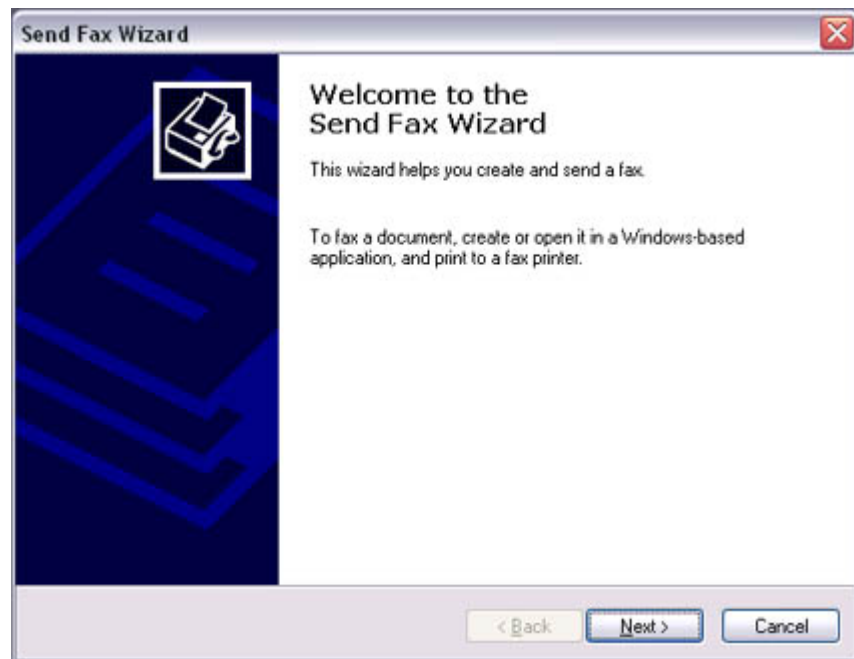 Send Fax Wizard
Welcome to the
Send Fax Wizard
This wizard helps you create and send a fax.
To fax a document, create or open it in a Windows-based
application, and print to a fax printer.
< Back Next > Cancel